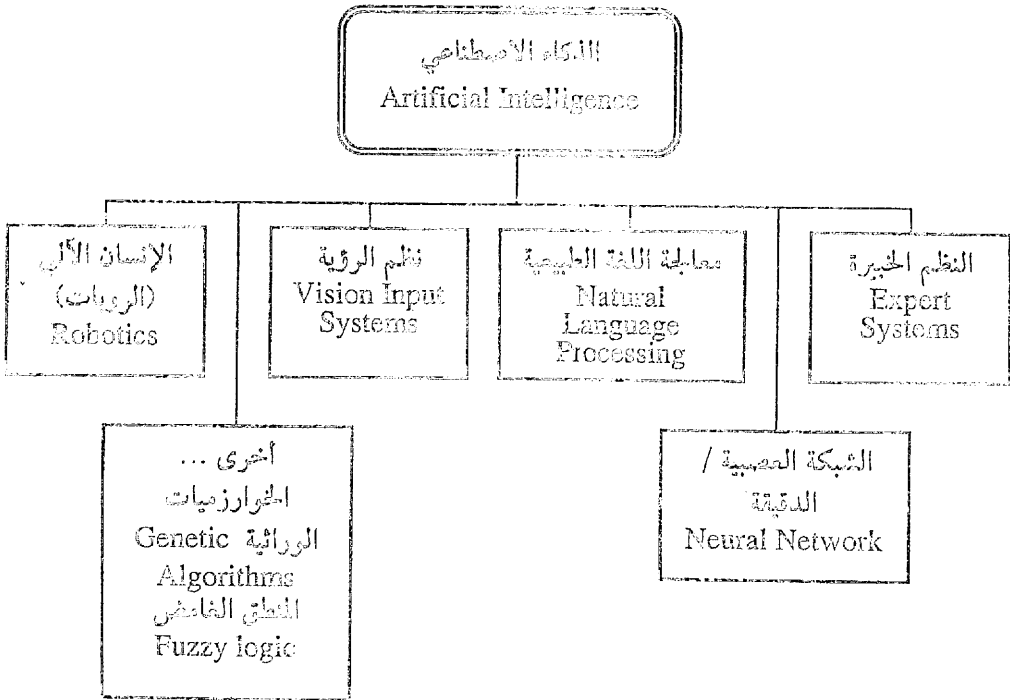 الذكاء الاصطناعي
Artificial Intelligence
النظم الخبيرة
Expert
Systems
معالجة اللغة الطبيعية
Natural
Language
Processing
نظم الرؤية
Vision Input
Systems
الإنسان الآلي
(الروبات)
Robotics
الشبكة العصبية /
الدقيقة
Neural Network
أخرى ...
الخوارزميات
الوراثية Genetic
Algorithms
المنطق الغامض
Fuzzy logic